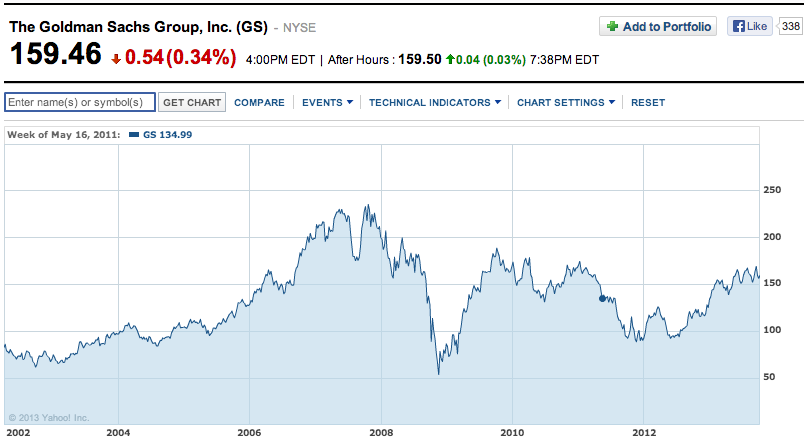 The Goldman Sachs Group, Inc. (GS) - NYSE
Add to Portfolio
Like
338
159.46 0.54(0.34%) 4:00PM EDT | After Hours : 159.50 0.04 (0.03%) 7:38PM EDT
Enter name(s) or symbol(s) GET CHART COMPARE EVENTS TECHNICAL INDICATORS CHART SETTINGS RESET
Week of May 16, 2011: GS 134.99
250
200
150
100
50
© 2013 Yahoo! Inc.
2002 2004 2006 2008 2010 2012